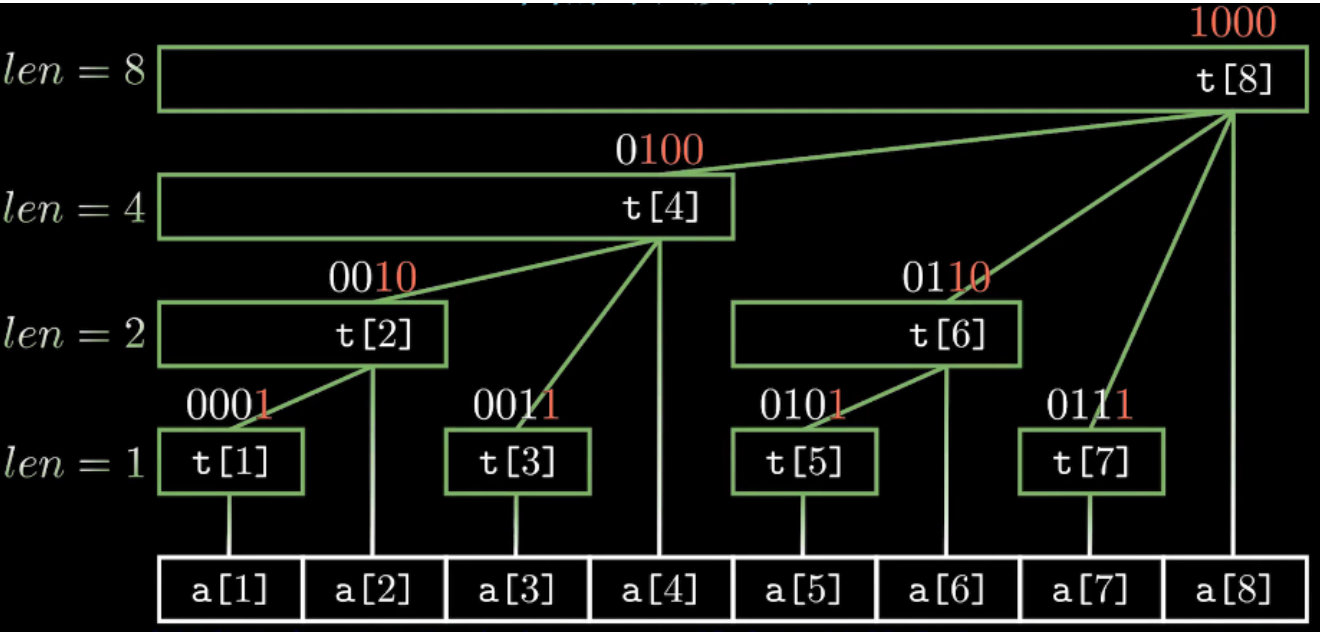 1000
len = 8
t[8]
0100
len = 4
t[4]
0010 0110
len = 2
t[2] t[6]
0001 0011 0101 0111
len = 1
t[1] t[3] t[5] t[7]
a[1] a[2] a[3] a[4] a[5] a[6] a[7] a[8]